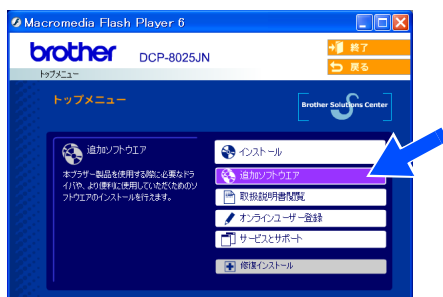 Macromedia Flash Player 6
brother
DCP-8025JN
終了
戻る
トップメニュー
トップメニュー
Brother Solutions Center
追加ソフトウエア
本ブラザー製品を使用する際に必要なドラ
イバや、より便利に使用していただくためのソ
フトウエアのインストールを行えます。
インストール
追加ソフトウエア
取扱説明書閲覧
オンラインユーザー登録
サービスとサポート
修復インストール